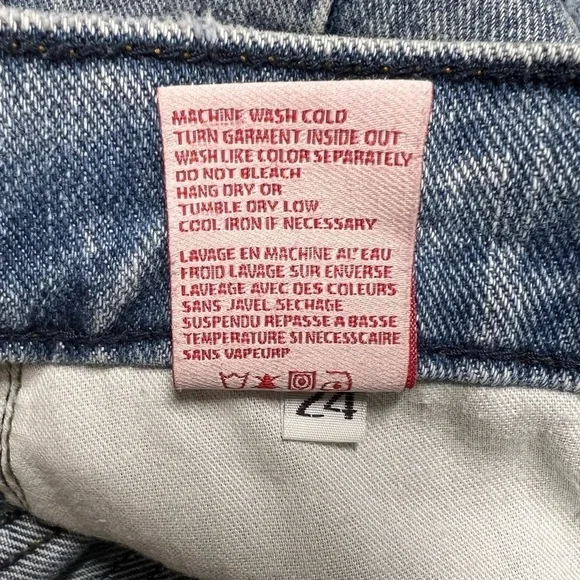 MACHINE WASH COLD
TURN GARMENT INSIDE OUT
WASH LIKE COLOR SEPARATELY
DO NOT BLEACH
HANG DRY OR
TUMBLE DRY LOW
COOL IRON IF NECESSARY
LAVAGE EN MACHINE AL'EAU
FROID LAVAGE SUR ENVERSE
LAVEAGE AVEC DES COLOURS
SANS JAVEL SECHAGE
SUSPENDU REPASSE A BASSE
TEMPERATURE SI NESSCAIRE
SANS VAPEURP
24